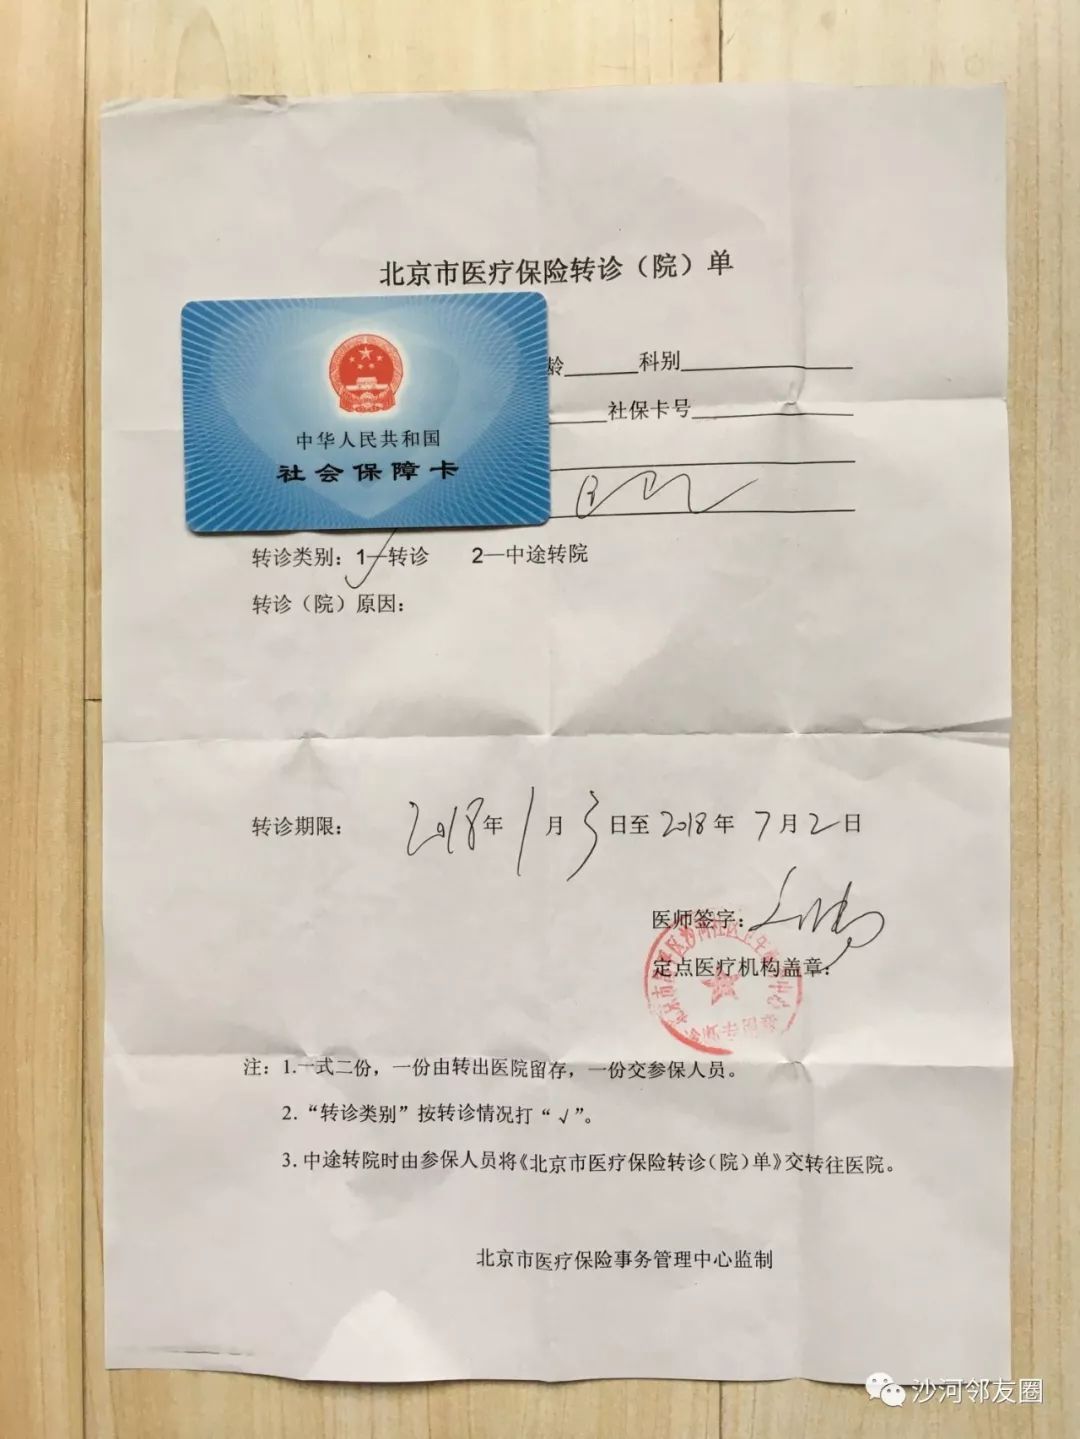 北京市医疗保险转诊（院）单
中华人民共和国
社会保障卡
龄______科别
社保卡号
转诊类别：1—转诊 2—中途转院
转诊（院）原因：
转诊期限： 2018年1月3日至2018年7月2日
医师签字：
定点医疗机构盖章：
注：1.一式二份，一份由转出医院留存，一份交参保人员。
2.“转诊类别”按转诊情况打“√”。
3.中途转院时由参保人员将《北京市医疗保险转诊（院）单》交转往医院。
北京市医疗保险事务管理中心监制
沙河邻友圈